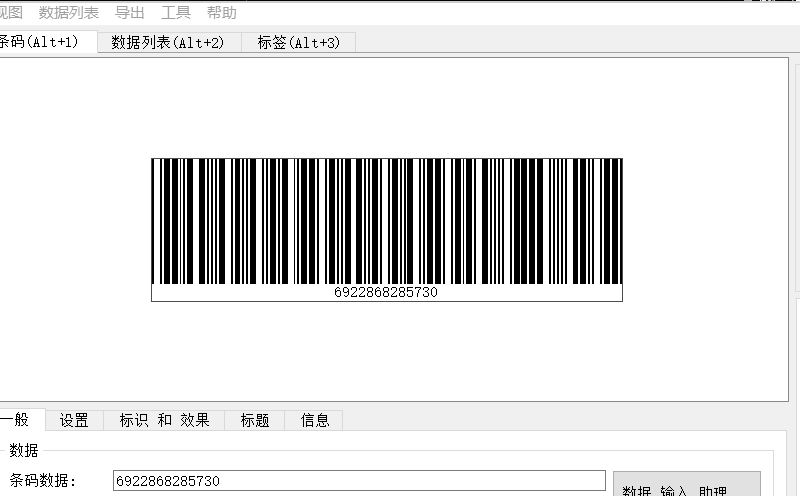 视图 数据列表 导出 工具 帮助
条码(Alt+1) 数据列表(Alt+2) 标签(Alt+3)
6922868285730
一般 设置 标识 和 效果 标题 信息
数据
条码数据: 6922868285730
数据 输入 助理